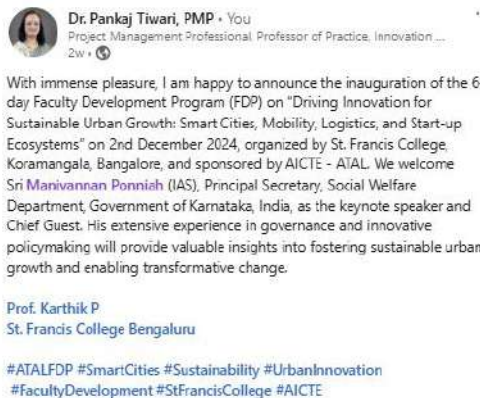 Dr. Pankaj Tiwari, PMP • You
Project Management Professional Professor of Practice, Innovation ....
2w •
With immense pleasure, I am happy to announce the inauguration of the 6-
day Faculty Development Program (FDP) on "Driving Innovation for
Sustainable Urban Growth: Smart Cities, Mobility, Logistics, and Start-up
Ecosystems" on 2nd December 2024, organized by St. Francis College,
Koramangala, Bangalore, and sponsored by AICTE - ATAL. We welcome
Sri Manivannan Ponniah (IAS), Principal Secretary, Social Welfare
Department, Government of Karnataka, India, as the keynote speaker and
Chief Guest. His extensive experience in governance and innovative
policymaking will provide valuable insights into fostering sustainable urban
growth and enabling transformative change.
Prof. Karthik P
St. Francis College Bengaluru
#ATALFDP #SmartCities #Sustainability #UrbanInnovation
#FacultyDevelopment #StFrancisCollege #AICTE